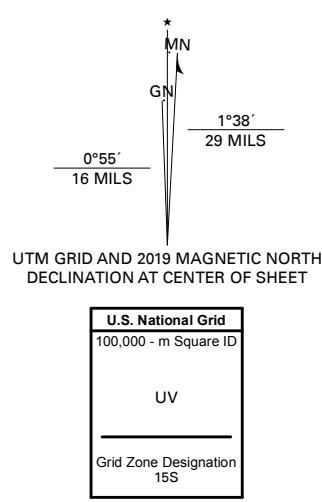 ★
MN
GN
1°38´
29 MILS
0°55´
16 MILS
UTM GRID AND 2019 MAGNETIC NORTH
DECLINATION AT CENTER OF SHEET
U.S. National Grid
100,000 - m Square ID
UV
Grid Zone Designation
15S